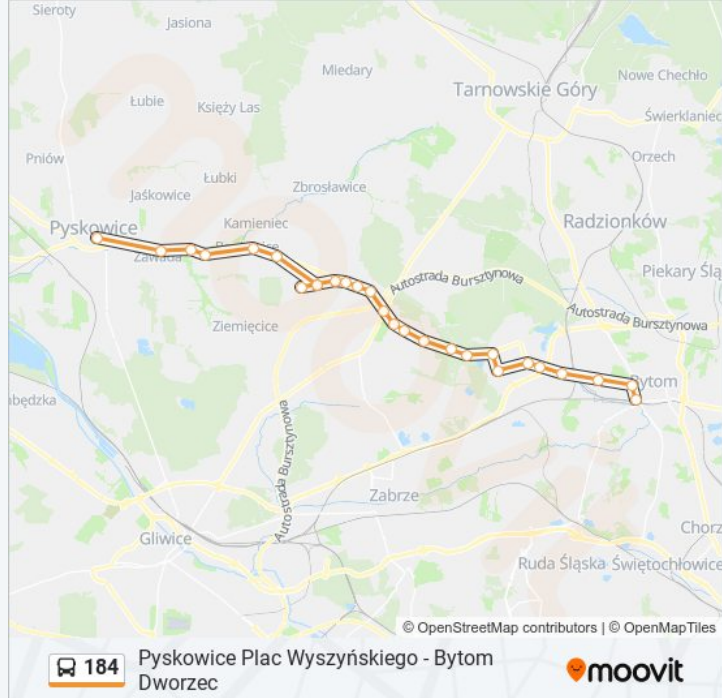 Sieroty
Jasiona
Miedary
Nowe Chechło
Tarnowskie Góry
Łubie
Księży Las
Świerklaniec
Pniów
Łubki
Orzech
Jaśkowice
Zbrosławice
Kamieniec
Radzionków
Pyskowice
Zawada
Piekary Ślą
Autostrada Bursztynowa
Autostrada Bursztynowa
Ziemięcice
Bytom
abędzka
Autostrada Bursztynowa
Zabrze
Gliwice
Chorz
Ruda Śląska
Świętochłowice
© OpenStreetMap contributors | © OpenMapTiles
184
Pyskowice Plac Wyszyńskiego - Bytom
Dworzec
moovit